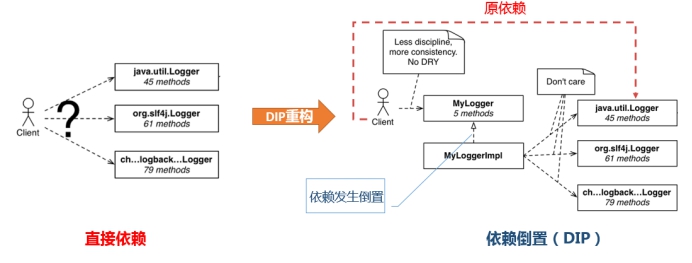 java.util.Logger
45 methods
org.slf4j.Logger
61 methods
ch...logback...Logger
79 methods
?
Client
直接依赖
DIP重构
原依赖
Less discipline,
more consistency.
No DRY
Don't care
Client
MyLogger
5 methods
MyLoggerImpl
依赖发生倒置
java.util.Logger
45 methods
org.slf4j.Logger
61 methods
ch...logback...Logger
79 methods
依赖倒置（DIP）